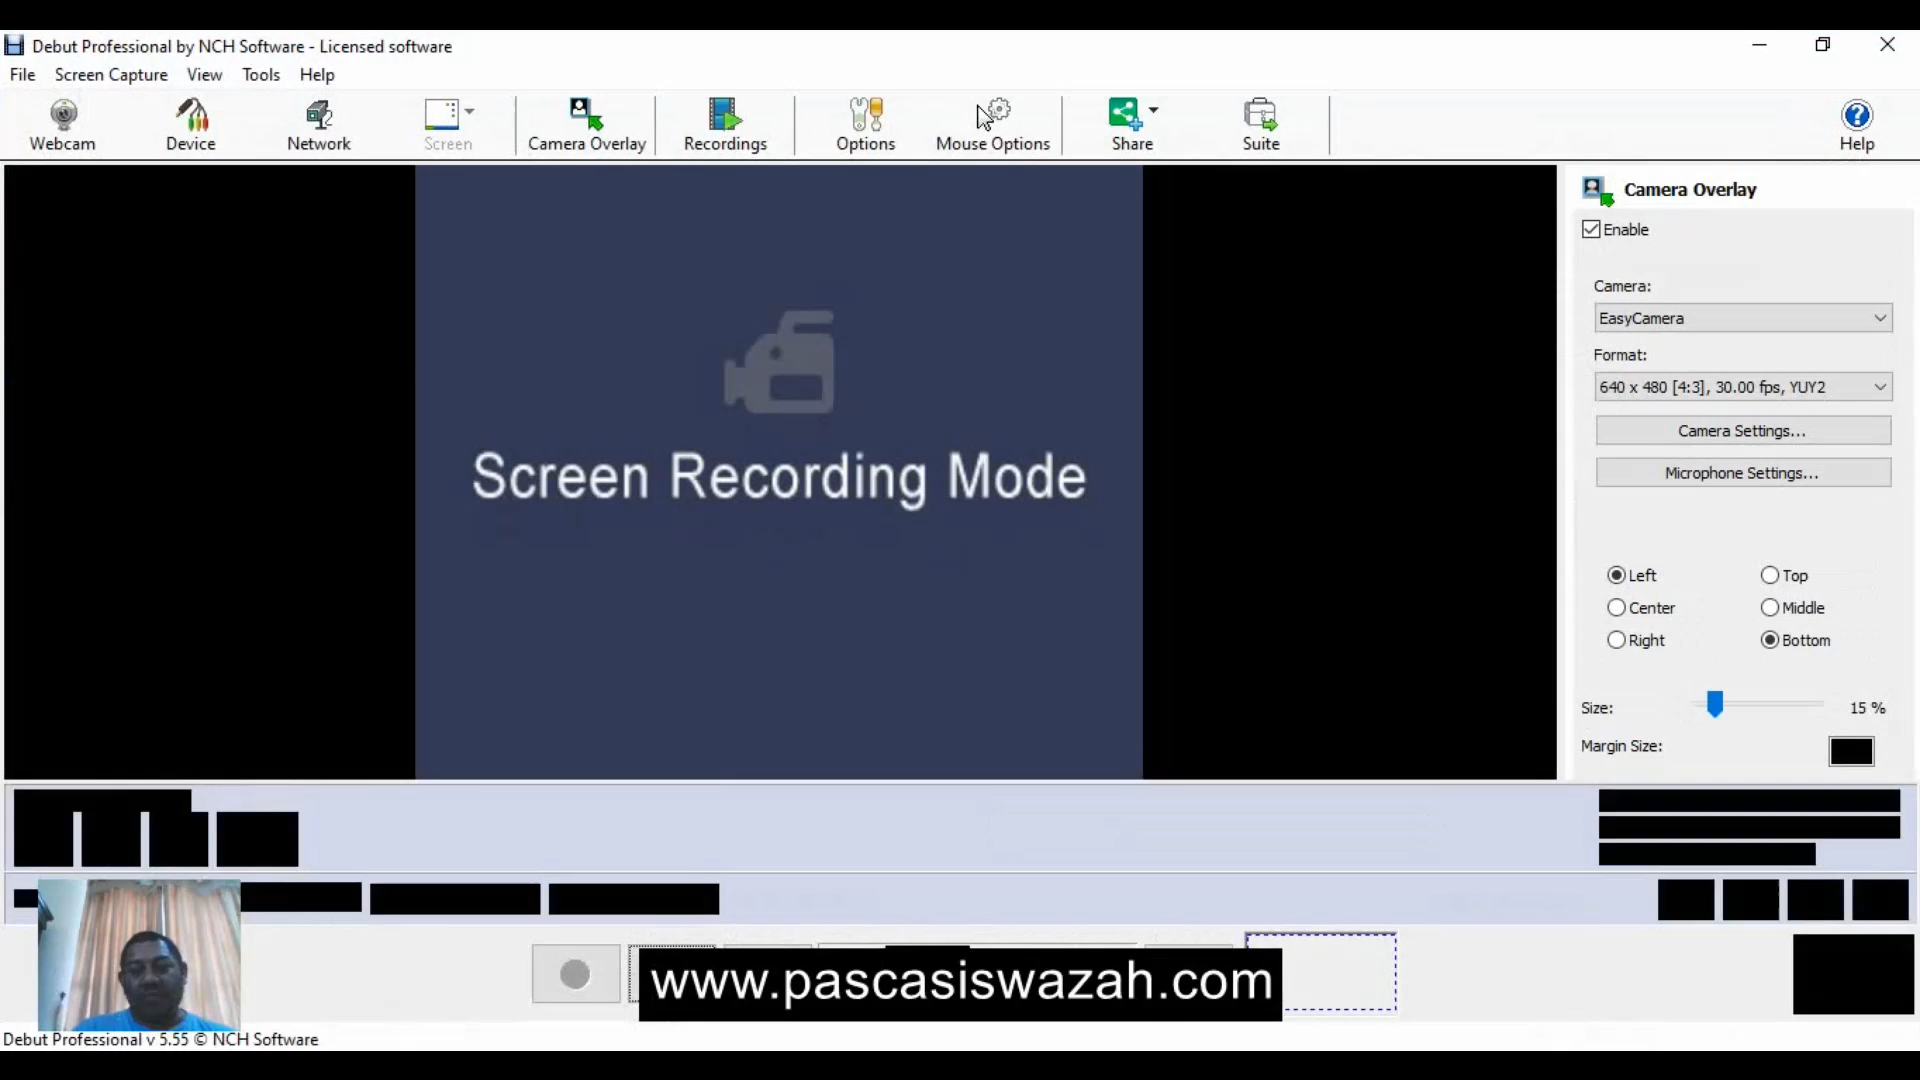 Debut Professional by NCH Software - Licensed software
File Screen Capture View Tools Help
Webcam Device Network Screen Camera Overlay Recordings Options Mouse Options Share Suite Help
Camera Overlay
Enable
Camera:
EasyCamera
Format:
640 x 480 [4:3], 30.00 fps, YUY2
Camera Settings...
Microphone Settings...
Screen Recording Mode
Left Top
Center Middle
Right Bottom
Size: 15 %
Margin Size:
www.pascasiswazah.com
Debut Professional v 5.55 © NCH Software